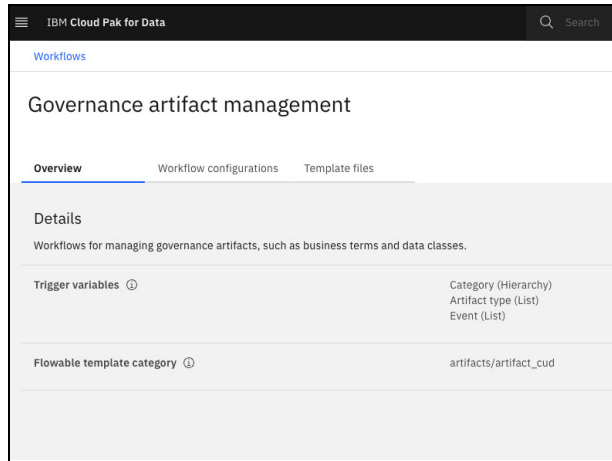 IBM Cloud Pak for Data
Search
Workflows
Governance artifact management
Overview
Workflow configurations
Template files
Details
Workflows for managing governance artifacts, such as business terms and data classes.
Trigger variables
Category (Hierarchy)
Artifact type (List)
Event (List)
Flowable template category
artifacts/artifact_cud